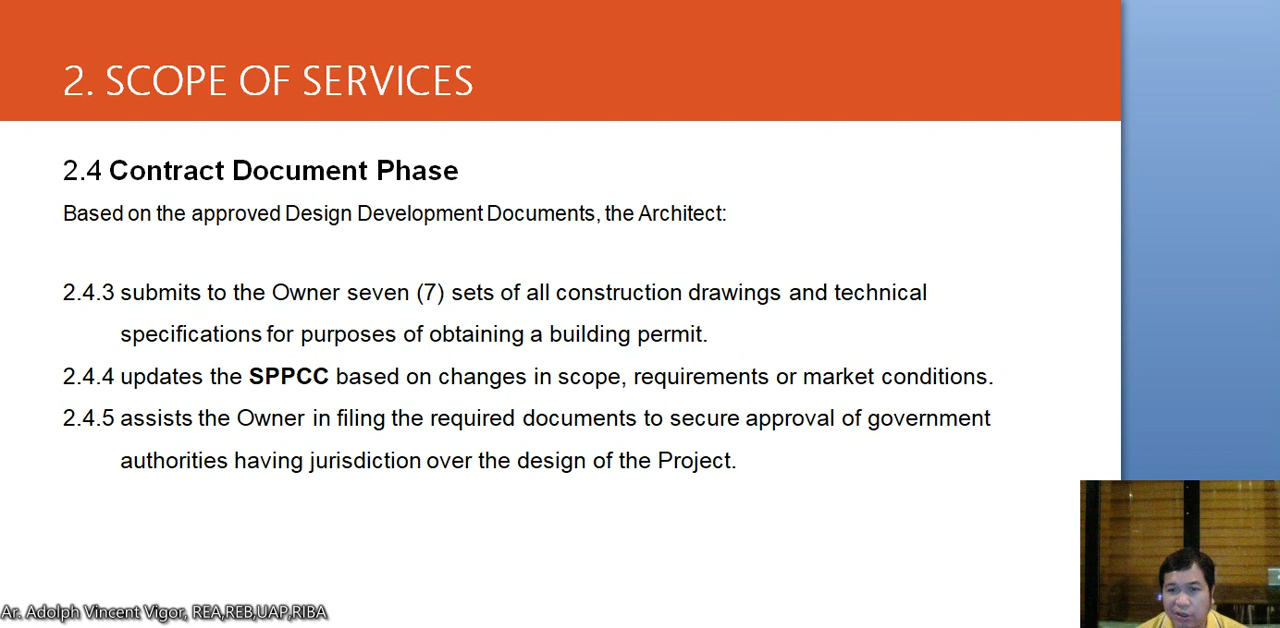 2. SCOPE OF SERVICES
2.4 Contract Document Phase
Based on the approved Design Development Documents, the Architect:
2.4.3 submits to the Owner seven (7) sets of all construction drawings and technical
specifications for purposes of obtaining a building permit.
2.4.4 updates the SPPCC based on changes in scope, requirements or market conditions.
2.4.5 assists the Owner in filing the required documents to secure approval of government
authorities having jurisdiction over the design of the Project.
Ar. Adolph Vincent Vigor, REA,REB,UAP,RIBA